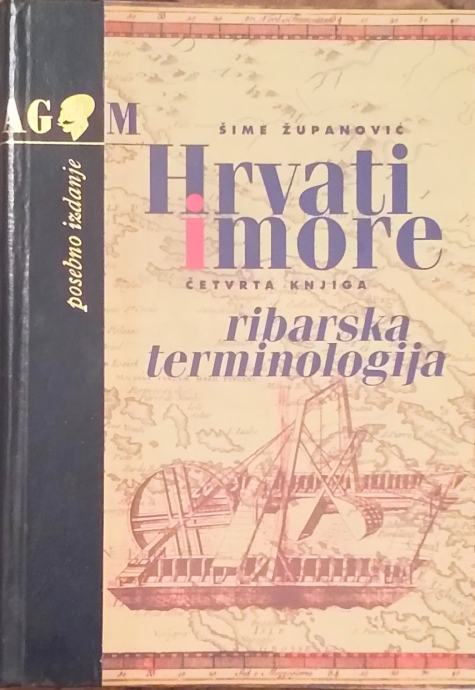 AGM
posebno izdanje
ŠIME ŽUPANOVIĆ
Hrvati
i more
ČETVRTA KNJIGA
ribarska
terminologija